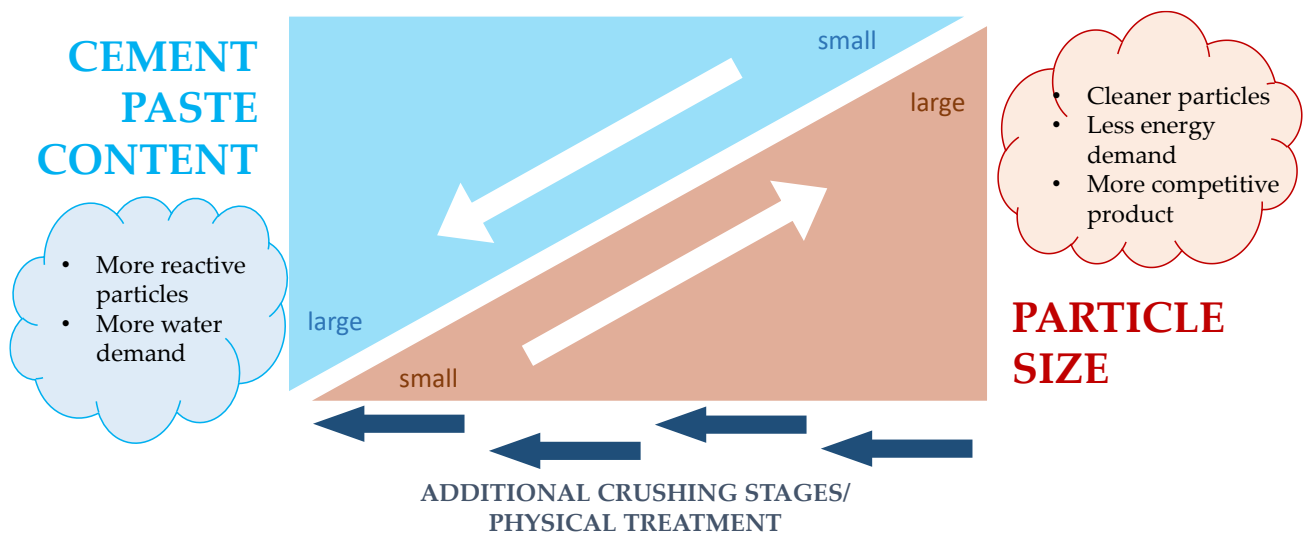 CEMENT
PASTE
CONTENT
• More reactive
particles
• More water
demand
small
large
large
small
• Cleaner particles
• Less energy
demand
• More competitive
product
PARTICLE
SIZE
ADDITIONAL CRUSHING STAGES/
PHYSICAL TREATMENT